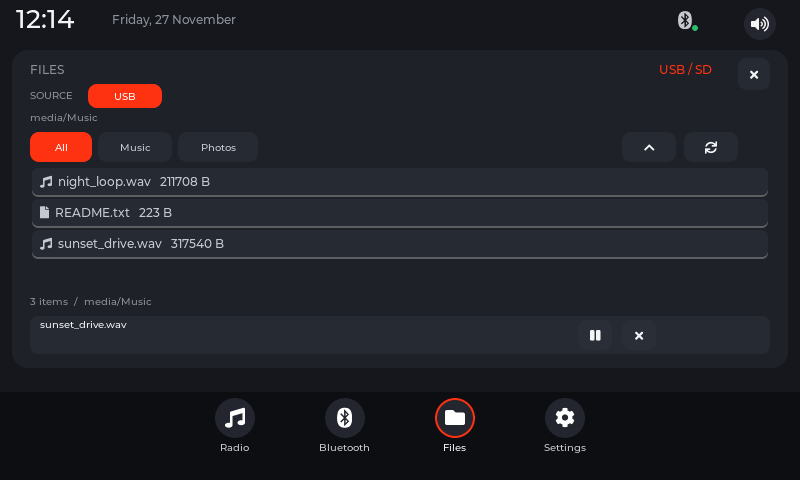 12:14
Friday, 27 November
FILES
USB / SD
SOURCE
USB
media/Music
All
Music
Photos
night_loop.wav 211708 B
README.txt 223 B
sunset_drive.wav 317540 B
3 items / media/Music
sunset_drive.wav
Radio
Bluetooth
Files
Settings